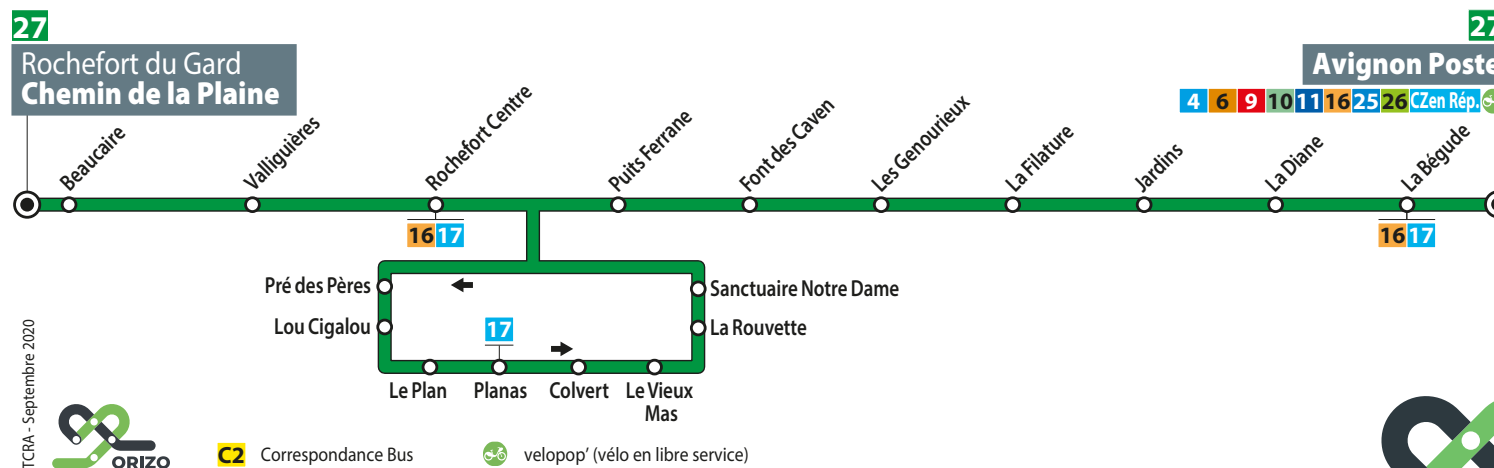 27
Rochefort du Gard
Chemin de la Plaine
27
Avignon Poste
4 6 9 10 11 16 25 26 CZen Rép.
Beaucaire
Valliguières
Rochefort Centre
Puits Ferrane
Font des Caven
Les Genourieux
La Filature
Jardins
La Diane
La Bégude
16 17
16 17
Pré des Pères
Lou Cigalou
Le Plan
17
Planas
Colvert
Le Vieux
Mas
La Rouvette
Sanctuaire Notre Dame
TCRA - Septembre 2020
ORIZO
C2 Correspondance Bus
velopop' (vélo en libre service)